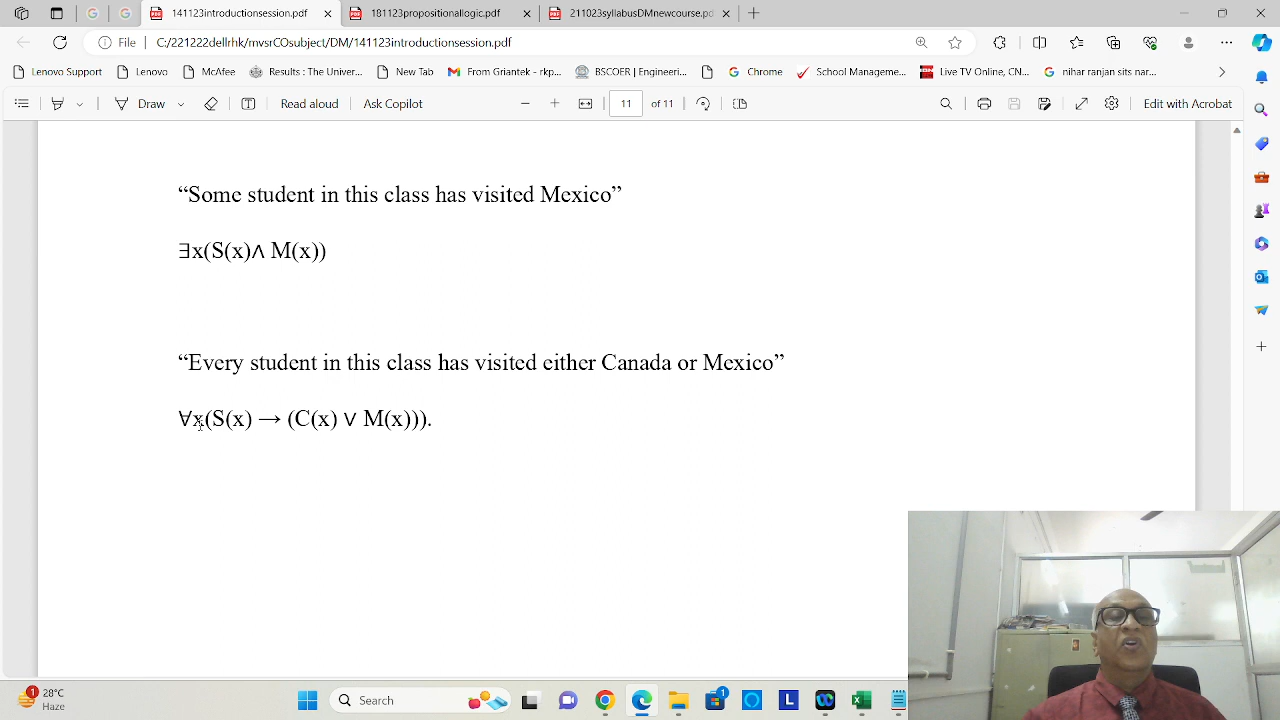 141123introductionsession.pdf
181123propositionallogic.pdf
211023syllabusDMnewcourse.pd
File
C:/221222dellrhk/mvsrCOsubject/DM/141123introductionsession.pdf
Lenovo Support
Lenovo
McAfee
Results : The Univer...
New Tab
From Griantek - rkp...
BSCOER | Engineeri...
Chrome
School Manageme...
Live TV Online, CN...
nihar ranjan sits nar...
Draw
Read aloud
Ask Copilot
11
of 11
Edit with Acrobat
“Some student in this class has visited Mexico”
∃x(S(x)∧ M(x))
“Every student in this class has visited either Canada or Mexico”
∀x(S(x) → (C(x) ∨ M(x))).
1
28°C
Haze
Search
1
L